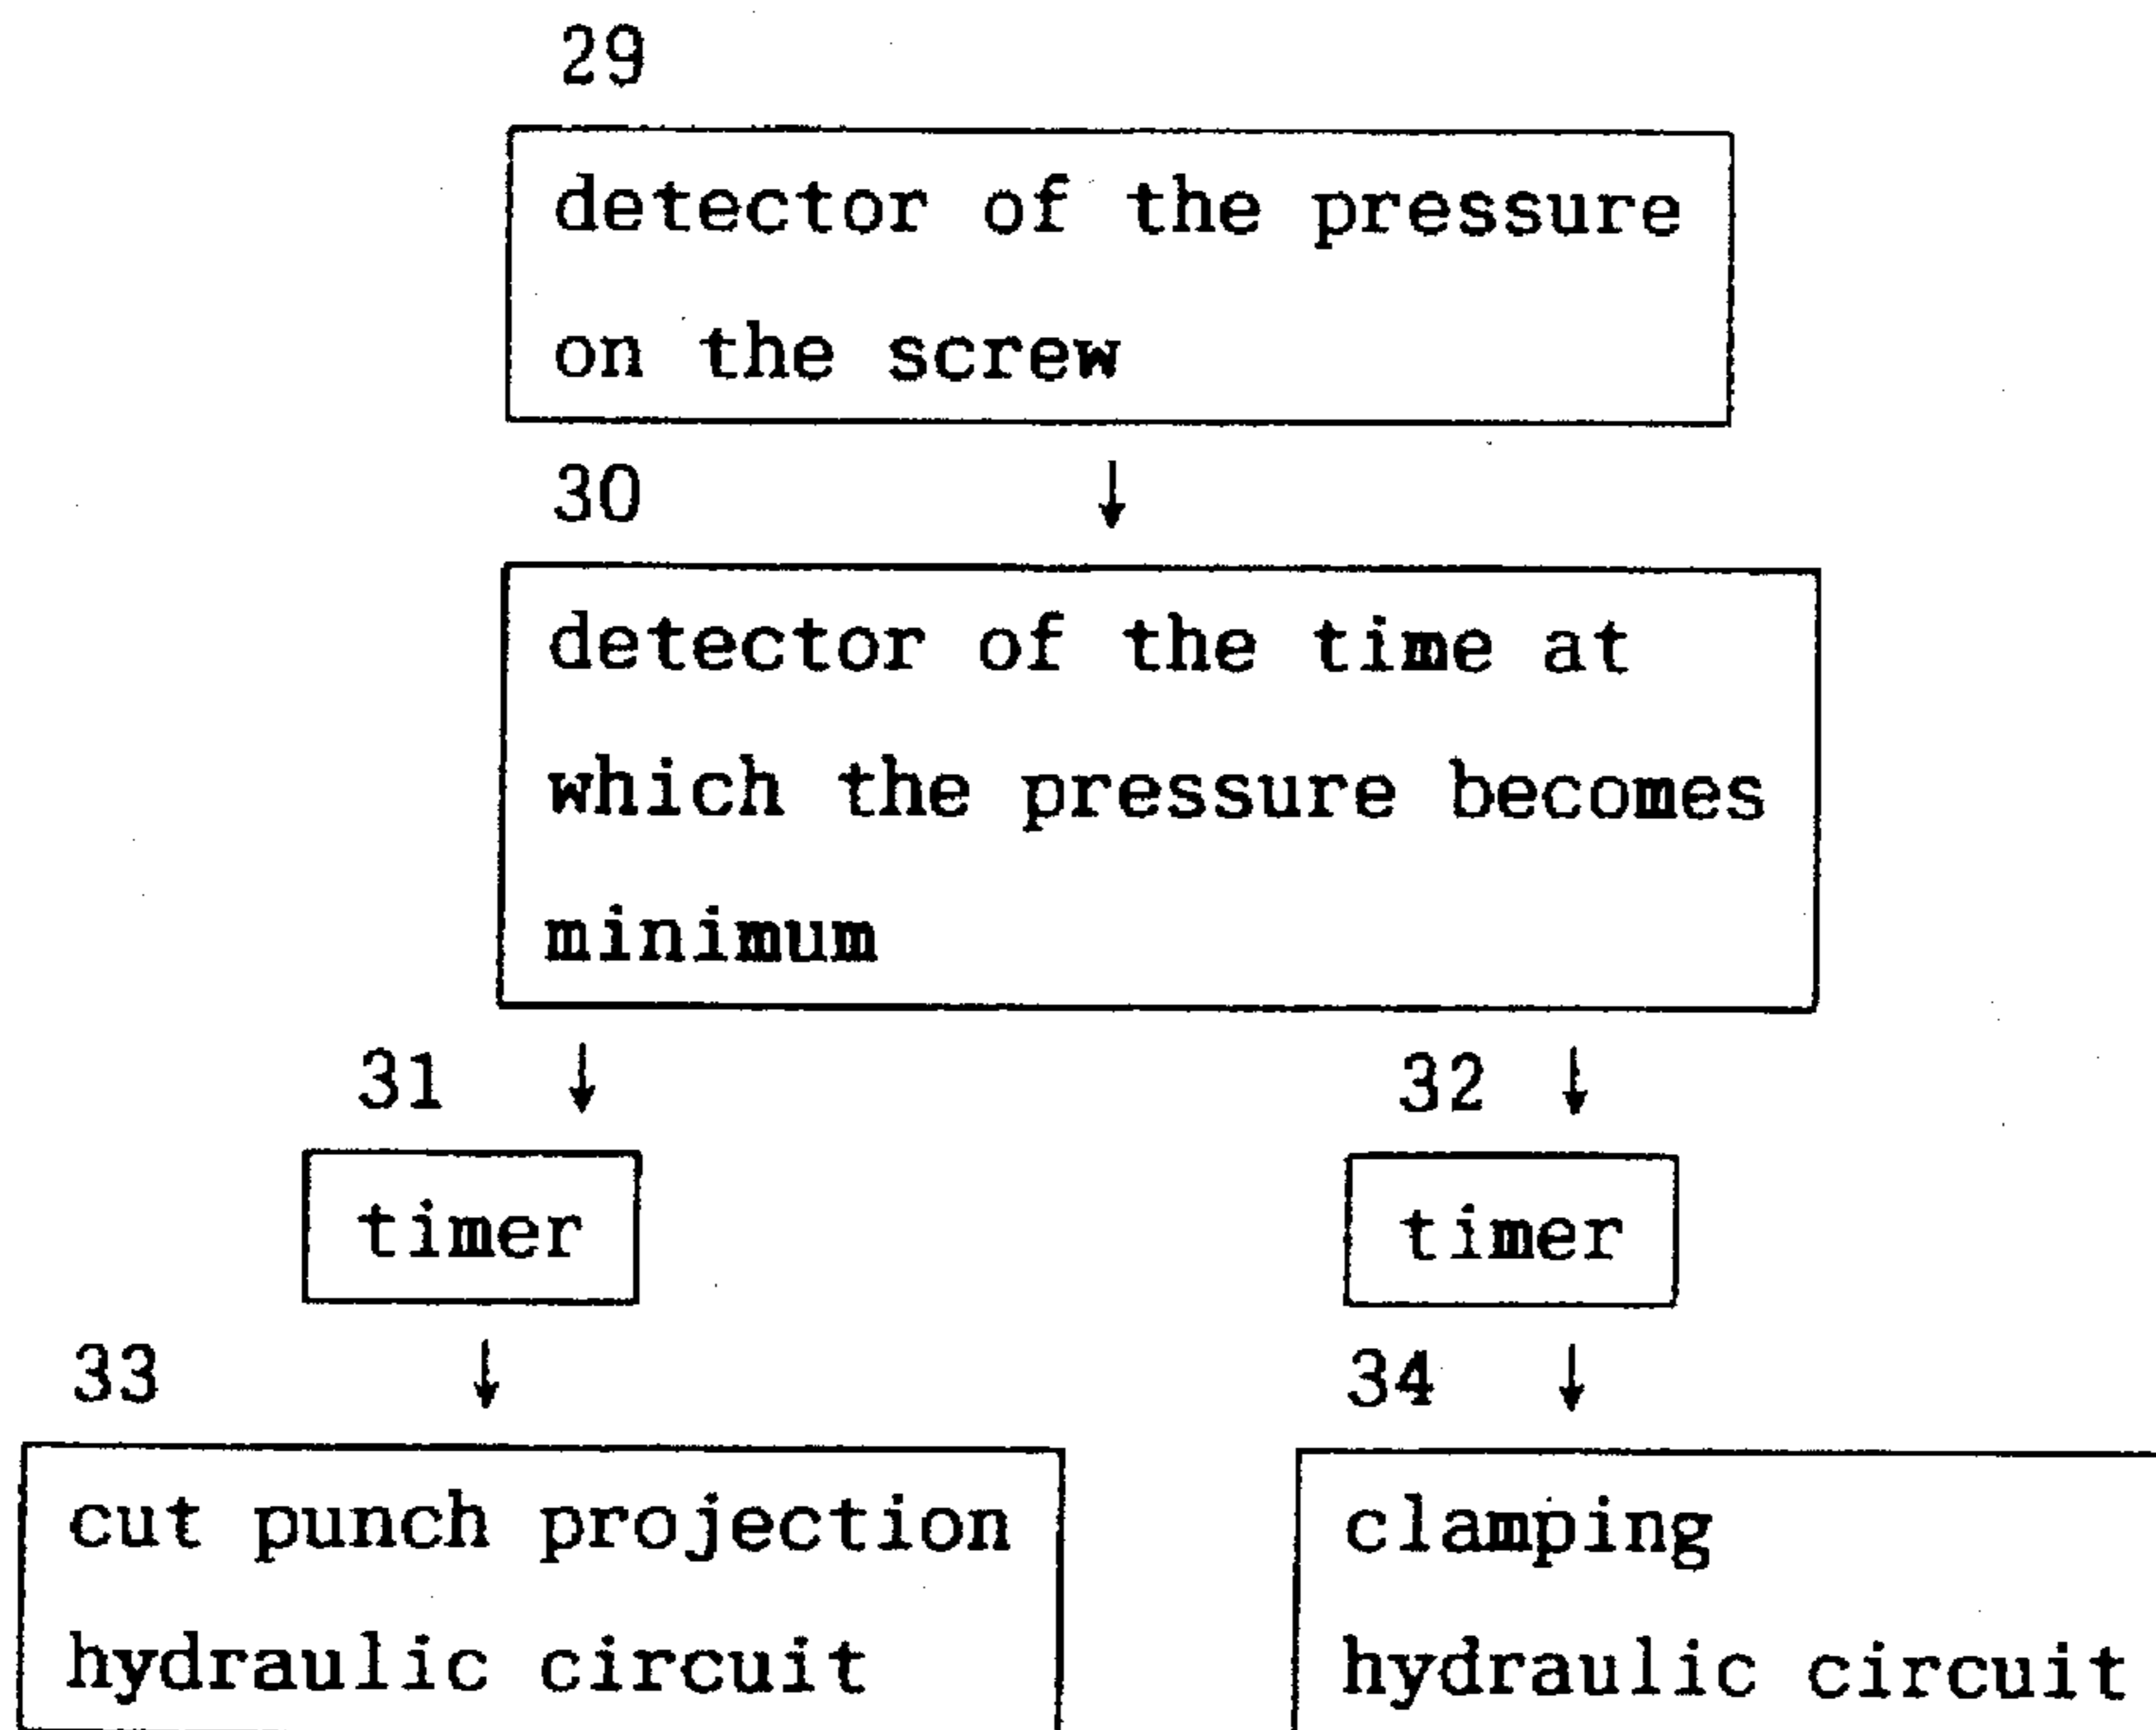 29
detector of the pressure
on the screw
30
detector of the time at
which the pressure becomes
minimum
31
32
timer
timer
33
34
cut punch projection
hydraulic circuit
clamping
hydraulic circuit